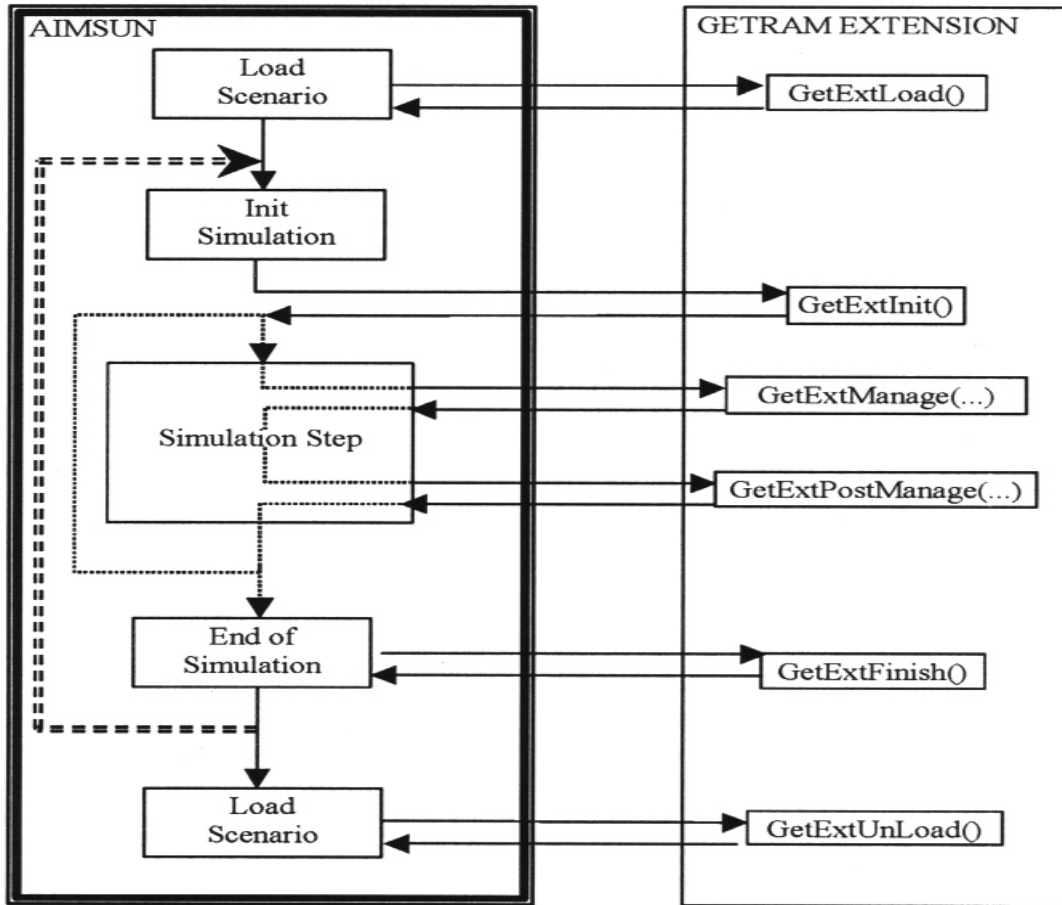 AIMSUN
GETRAM EXTENSION
Load
Scenario
GetExtLoad()
Init
Simulation
GetExtInit()
GetExtManage(...)
Simulation Step
GetExtPostManage(...)
End of
Simulation
GetExtFinish()
Load
Scenario
GetExtUnLoad()